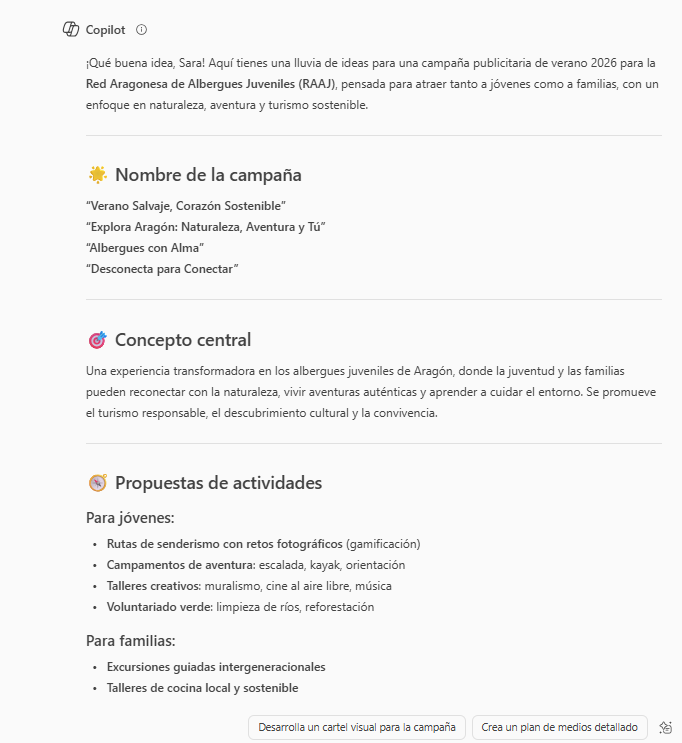 Copilot
¡Qué buena idea, Sara! Aquí tienes una lluvia de ideas para una campaña publicitaria de verano 2026 para la
Red Aragonesa de Albergues Juveniles (RAAJ), pensada para atraer tanto a jóvenes como a familias, con un
enfoque en naturaleza, aventura y turismo sostenible.
Nombre de la campaña
“Verano Salvaje, Corazón Sostenible”
“Explora Aragón: Naturaleza, Aventura y Tú”
“Albergues con Alma”
“Desconecta para Conectar”
Concepto central
Una experiencia transformadora en los albergues juveniles de Aragón, donde la juventud y las familias
pueden reconectar con la naturaleza, vivir aventuras auténticas y aprender a cuidar el entorno. Se promueve
el turismo responsable, el descubrimiento cultural y la convivencia.
Propuestas de actividades
Para jóvenes:
• Rutas de senderismo con retos fotográficos (gamificación)
• Campamentos de aventura: escalada, kayak, orientación
• Talleres creativos: muralismo, cine al aire libre, música
• Voluntariado verde: limpieza de ríos, reforestación
Para familias:
• Excursiones guiadas intergeneracionales
• Talleres de cocina local y sostenible
Desarrolla un cartel visual para la campaña
Crea un plan de medios detallado